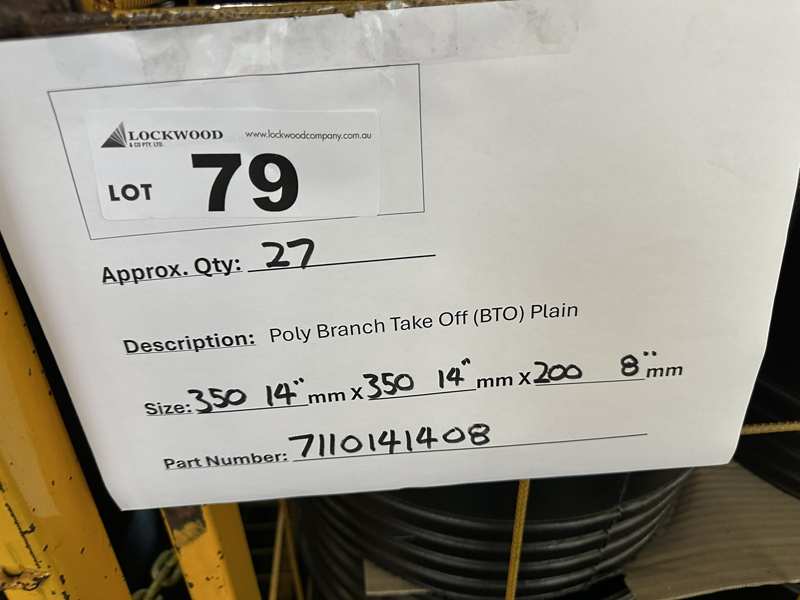 LOCKWOOD www.lockwoodcompany.com.au
& CO PTY. LTD.
LOT 79
Approx. Qty: 27
Description: Poly Branch Take Off (BTO) Plain
Size: 350 14" mm X 350 14" mm X 200 8" mm
Part Number: 7110141408